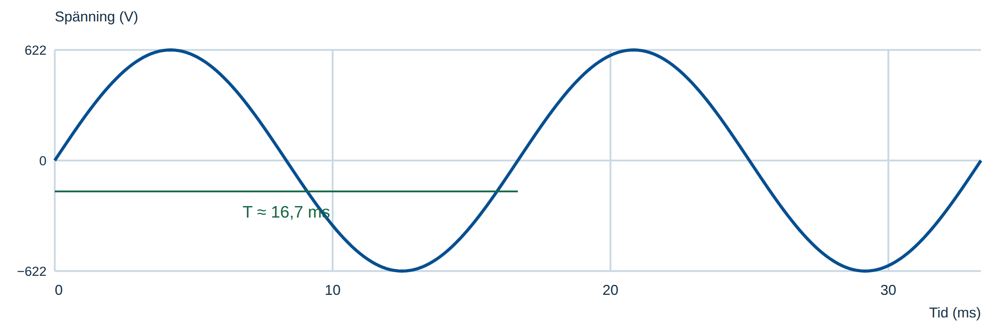 Spänning (V)
622
0
T ≈ 16,7 ms
−622
0 10 20 30
Tid (ms)